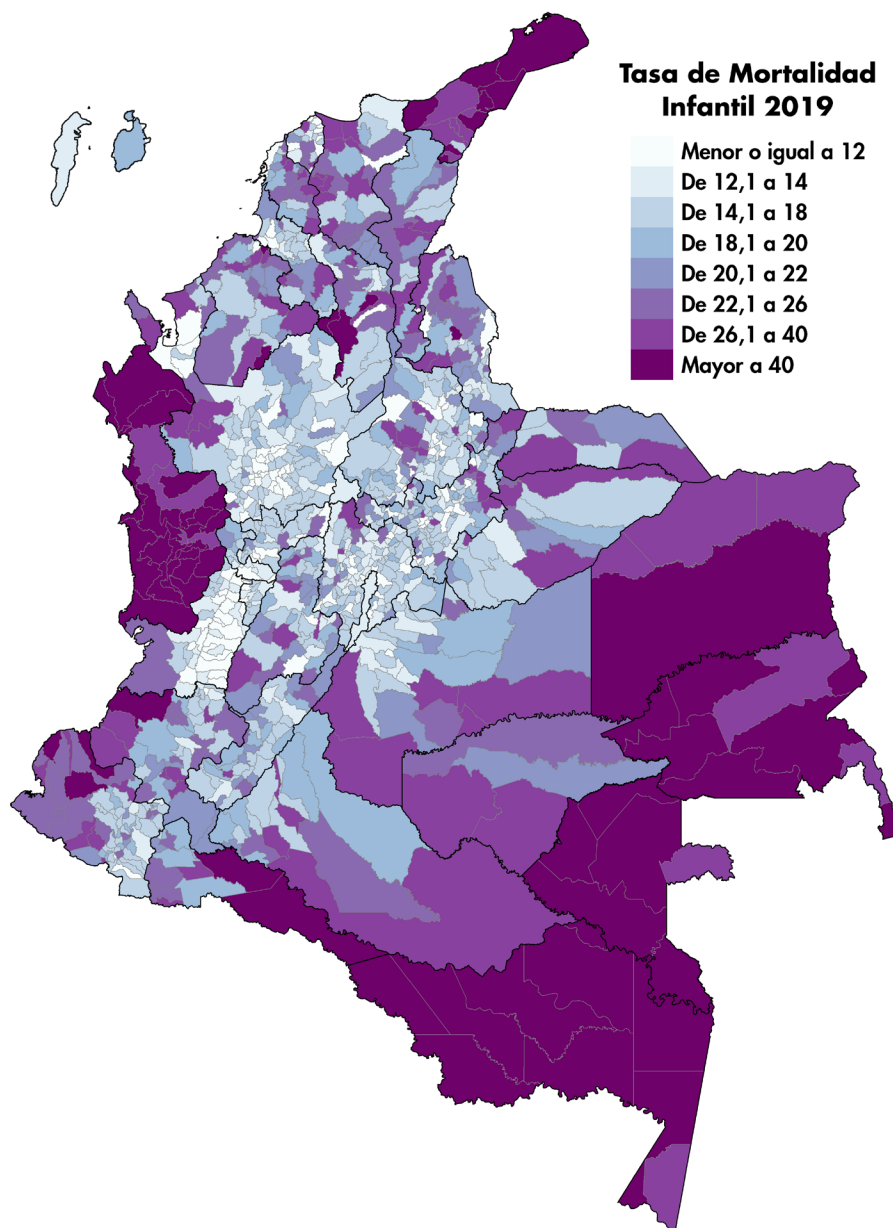 Tasa de Mortalidad
Infantil 2019
Menor o igual a 12
De 12,1 a 14
De 14,1 a 18
De 18,1 a 20
De 20,1 a 22
De 22,1 a 26
De 26,1 a 40
Mayor a 40